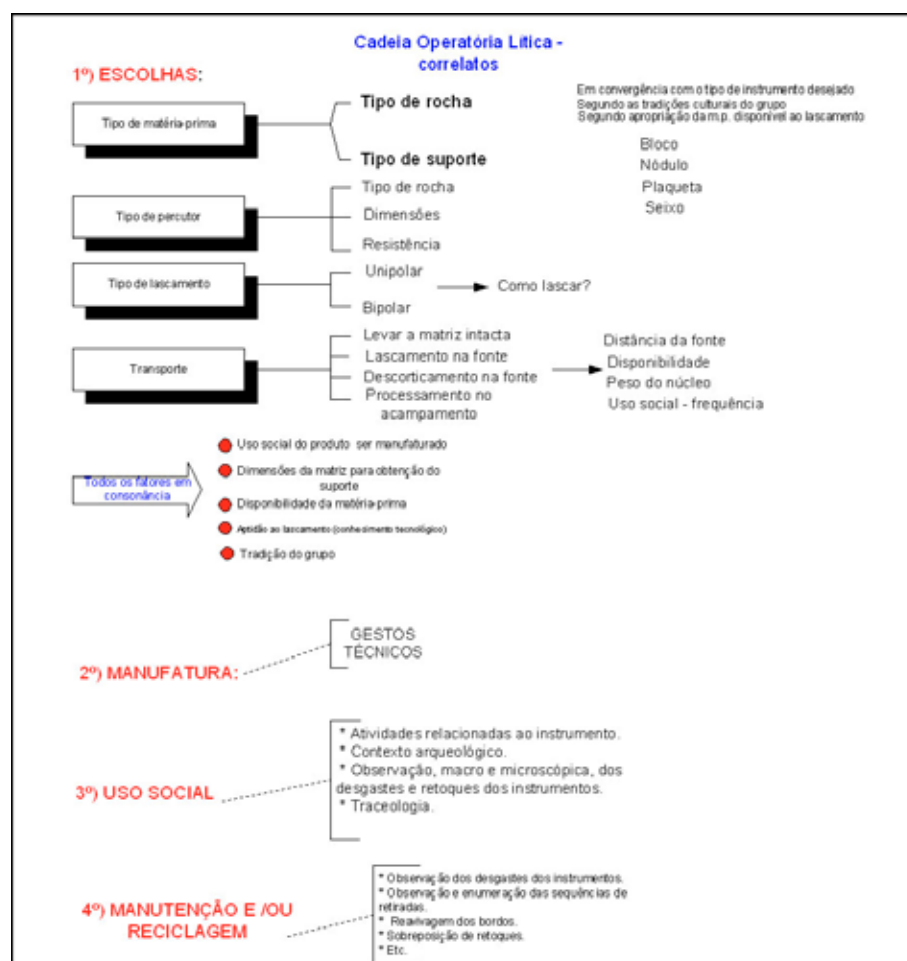 Cadeia Operatória Lítica -
correlatos
1º) ESCOLHAS:
Tipo de matéria-prima
Tipo de rocha
Tipo de suporte
Em convergência com o tipo de instrumento desejado
Segundo as tradições culturais do grupo
Segundo apropriação da m.p. disponível ao lascamento
Bloco
Nódulo
Plaqueta
Seixo
Tipo de percutor
Tipo de rocha
Dimensões
Resistência
Tipo de lascamento
Unipolar
Bipolar
Como lascar?
Transporte
Levar a matriz intacta
Lascamento na fonte
Descorticamento na fonte
Processamento no
acampamento
Distância da fonte
Disponibilidade
Peso do núcleo
Uso social - frequência
Todos os fatores em
consonância
Uso social do produto ser manufaturado
Dimensões da matriz para obtenção do
suporte
Disponibilidade da matéria-prima
Aptidão ao lascamento (conhecimento tecnológico)
Tradição do grupo
2º) MANUFATURA:
GESTOS
TÉCNICOS
3º) USO SOCIAL
* Atividades relacionadas ao instrumento.
* Contexto arqueológico.
* Observação, macro e microscópica, dos
desgastes e retoques dos instrumentos.
* Traceologia.
4º) MANUTENÇÃO E /OU
RECICLAGEM
* Observação dos desgastes dos instrumentos.
* Observação e enumeração das sequências de
retiradas.
* Reavivagem dos bordos.
* Sobreposição de retoques.
* Etc.